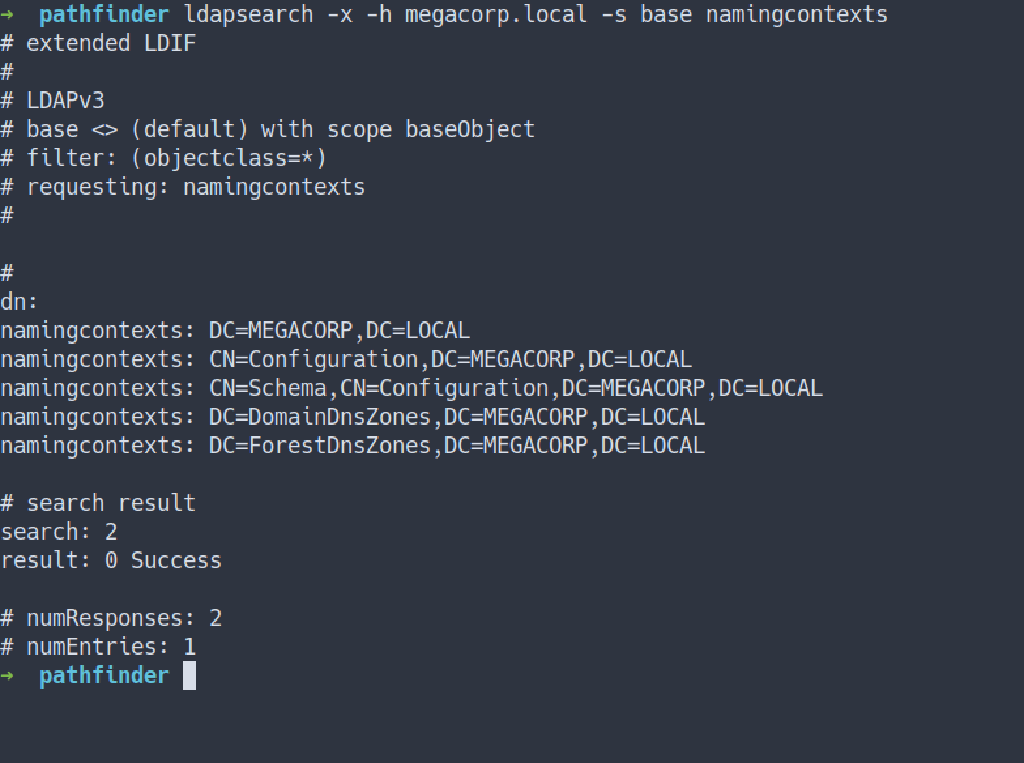 → pathfinder ldapsearch -x -h megacorp.local -s base namingcontexts
# extended LDIF
#
# LDAPv3
# base <> (default) with scope baseObject
# filter: (objectclass=*)
# requesting: namingcontexts
#

#
dn:
namingcontexts: DC=MEGACORP,DC=LOCAL
namingcontexts: CN=Configuration,DC=MEGACORP,DC=LOCAL
namingcontexts: CN=Schema,CN=Configuration,DC=MEGACORP,DC=LOCAL
namingcontexts: DC=DomainDnsZones,DC=MEGACORP,DC=LOCAL
namingcontexts: DC=ForestDnsZones,DC=MEGACORP,DC=LOCAL

# search result
search: 2
result: 0 Success

# numResponses: 2
# numEntries: 1
→ pathfinder